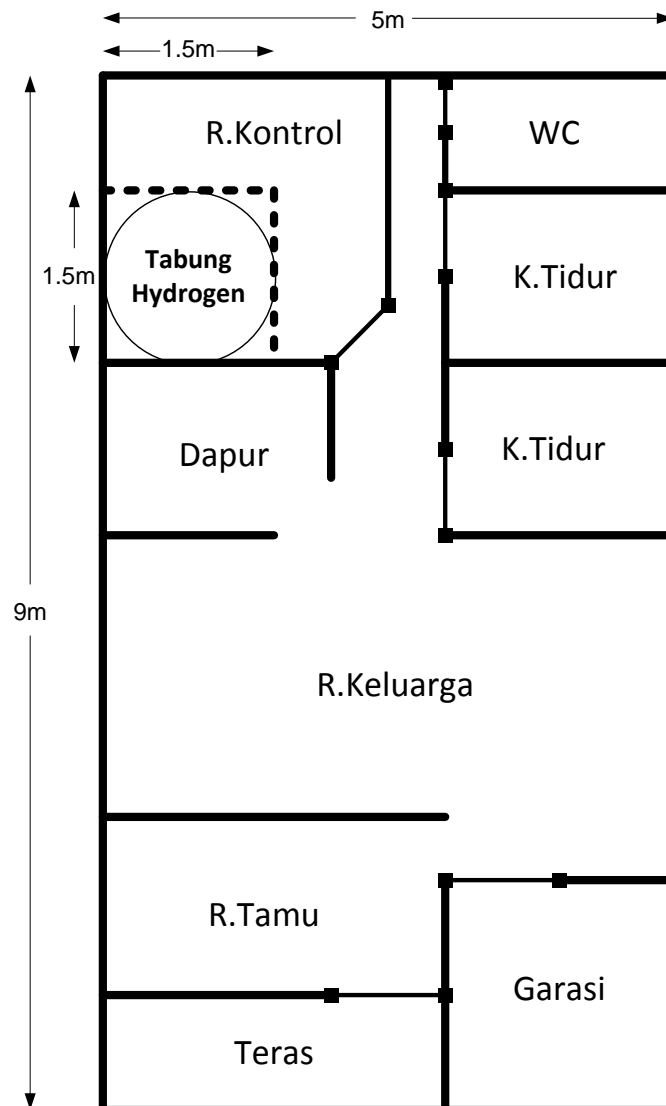 5m
1.5m
R.Kontrol
WC
1.5m
Tabung
Hydrogen
K.Tidur
Dapur
K.Tidur
9m
R.Keluarga
R.Tamu
Garasi
Teras